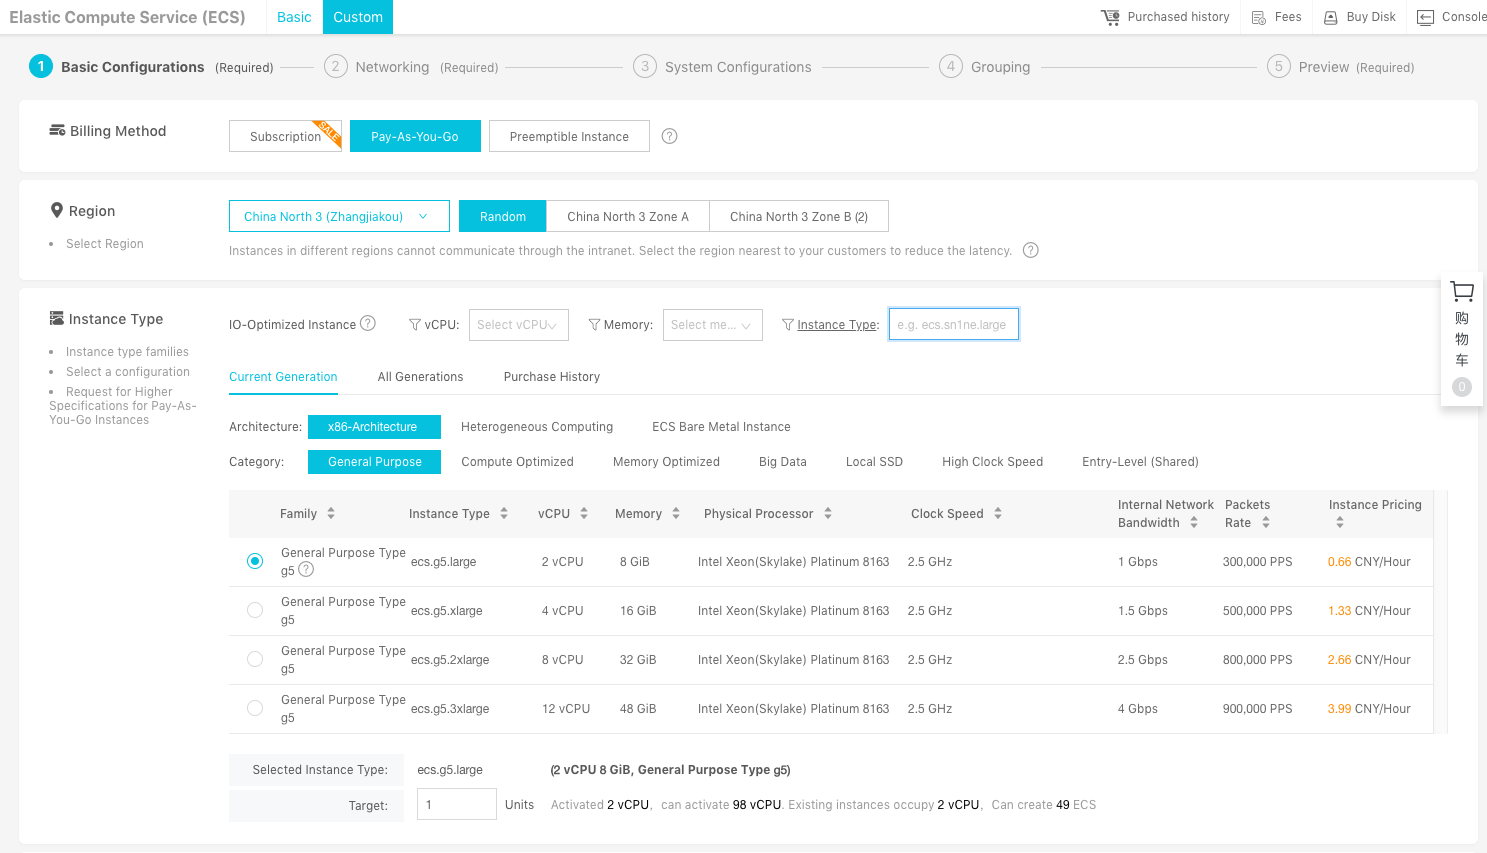 Elastic Compute Service (ECS) Basic Custom Purchased history Fees Buy Disk Console
1 Basic Configurations (Required) 2 Networking (Required) 3 System Configurations 4 Grouping 5 Preview (Required)
Billing Method Subscription SALE Pay-As-You-Go Preemptible Instance ?
Region China North 3 (Zhangjiakou) Random China North 3 Zone A China North 3 Zone B (2)
• Select Region
Instances in different regions cannot communicate through the intranet. Select the region nearest to your customers to reduce the latency. ?
Instance Type
• Instance type families
• Select a configuration
• Request for Higher
Specifications for Pay-As-
You-Go Instances
IO-Optimized Instance ? vCPU: Select vCPU Memory: Select me... Instance Type: e.g. ecs.sn1ne.large
Current Generation All Generations Purchase History
Architecture: x86-Architecture Heterogeneous Computing ECS Bare Metal Instance
Category: General Purpose Compute Optimized Memory Optimized Big Data Local SSD High Clock Speed Entry-Level (Shared)
Family Instance Type vCPU Memory Physical Processor Clock Speed Internal Network Bandwidth Packets Rate Instance Pricing
General Purpose Type g5 ? ecs.g5.large 2 vCPU 8 GiB Intel Xeon(Skylake) Platinum 8163 2.5 GHz 1 Gbps 300,000 PPS 0.66 CNY/Hour
General Purpose Type g5 ecs.g5.xlarge 4 vCPU 16 GiB Intel Xeon(Skylake) Platinum 8163 2.5 GHz 1.5 Gbps 500,000 PPS 1.33 CNY/Hour
General Purpose Type g5 ecs.g5.2xlarge 8 vCPU 32 GiB Intel Xeon(Skylake) Platinum 8163 2.5 GHz 2.5 Gbps 800,000 PPS 2.66 CNY/Hour
General Purpose Type g5 ecs.g5.3xlarge 12 vCPU 48 GiB Intel Xeon(Skylake) Platinum 8163 2.5 GHz 4 Gbps 900,000 PPS 3.99 CNY/Hour
Selected Instance Type: ecs.g5.large (2 vCPU 8 GiB, General Purpose Type g5)
Target: 1 Units Activated 2 vCPU, can activate 98 vCPU. Existing instances occupy 2 vCPU, Can create 49 ECS
购
物
车
0